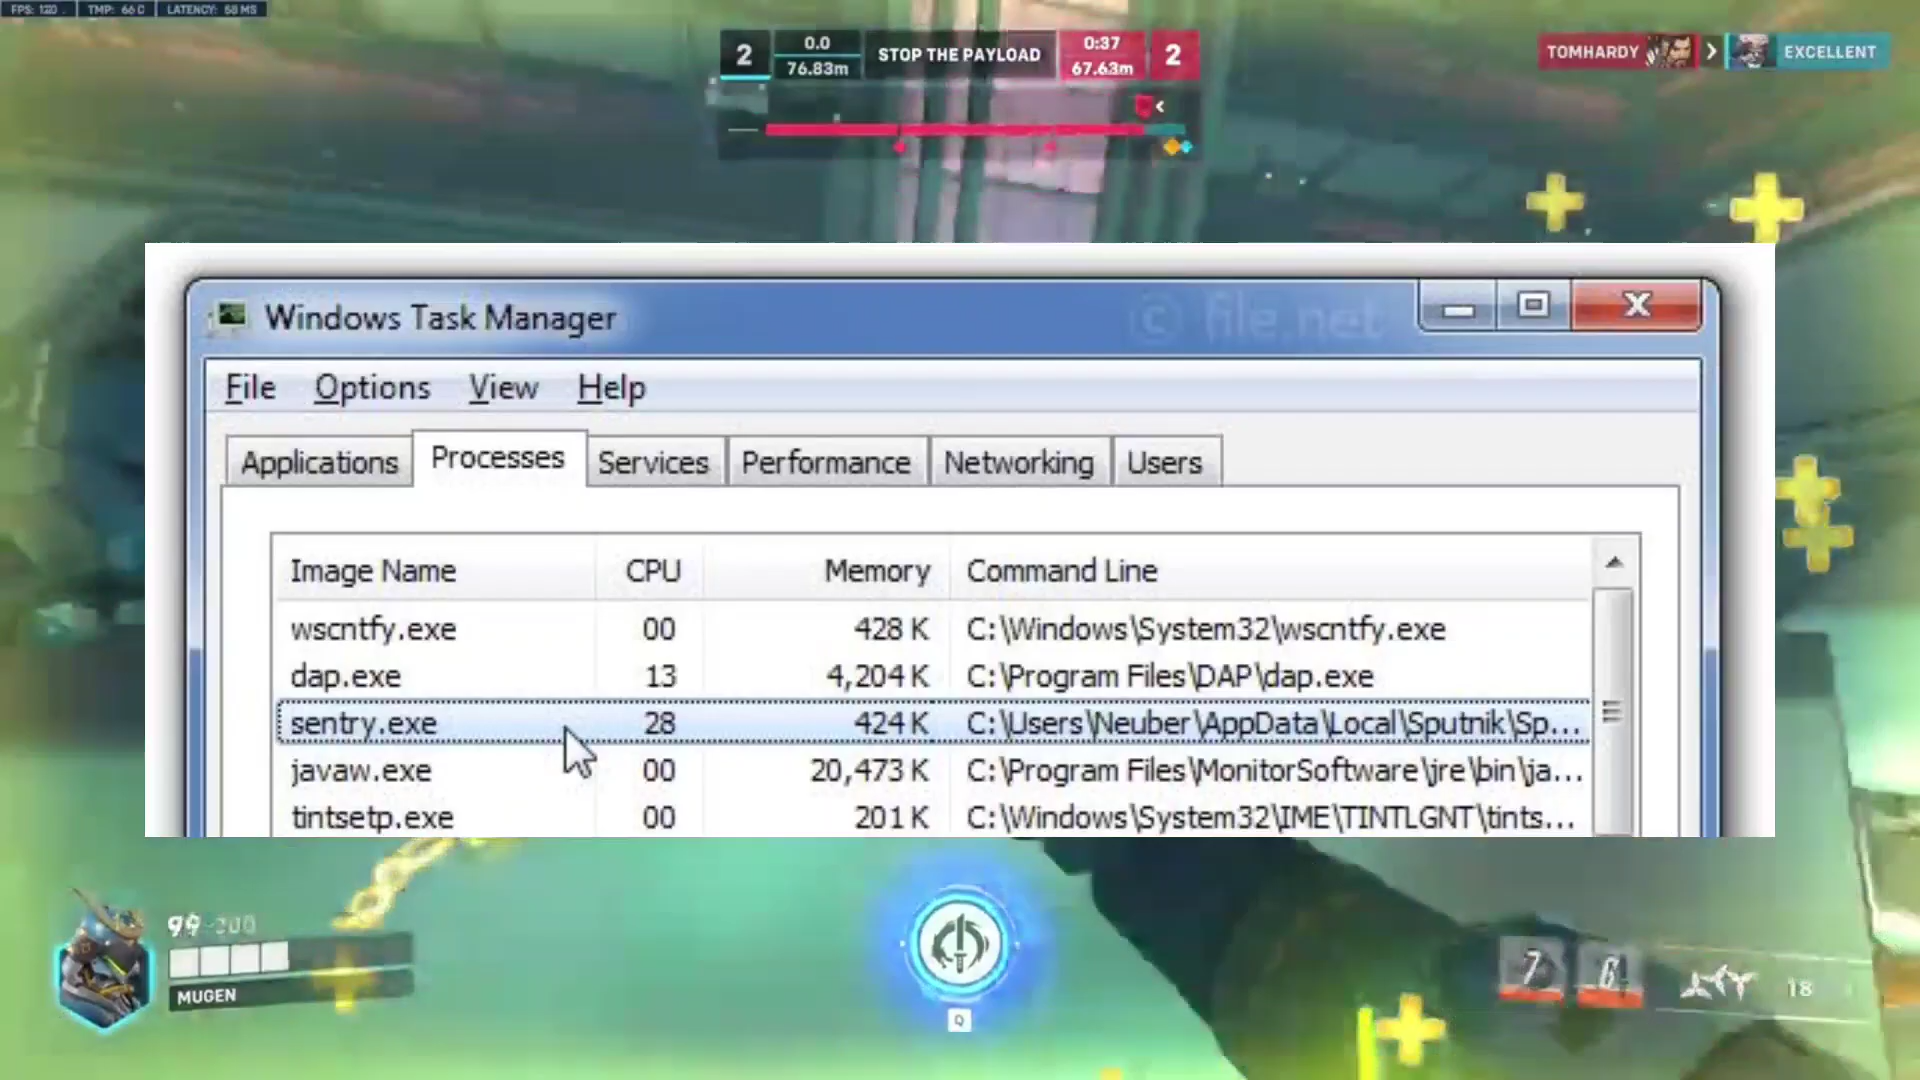 FPS: 120 TMP: 66 C LATENCY: 58 MS
2 0.0 76.83m STOP THE PAYLOAD 0:37 67.63m 2
TOMHARDY EXCELLENT
Windows Task Manager © file.net
File Options View Help
Applications Processes Services Performance Networking Users
Image Name CPU Memory Command Line
wscntfy.exe 00 428 K C:\Windows\System32\wscntfy.exe
dap.exe 13 4,204 K C:\Program Files\DAP\dap.exe
sentry.exe 28 424 K C:\Users\Neuber\AppData\Local\Sputnik\Sp...
javaw.exe 00 20,473 K C:\Program Files\MonitorSoftware\jre\bin\ja...
tintsetp.exe 00 201 K C:\Windows\System32\IME\TINTLGNT\tints...
99 200
MUGEN
Q
7 6 18